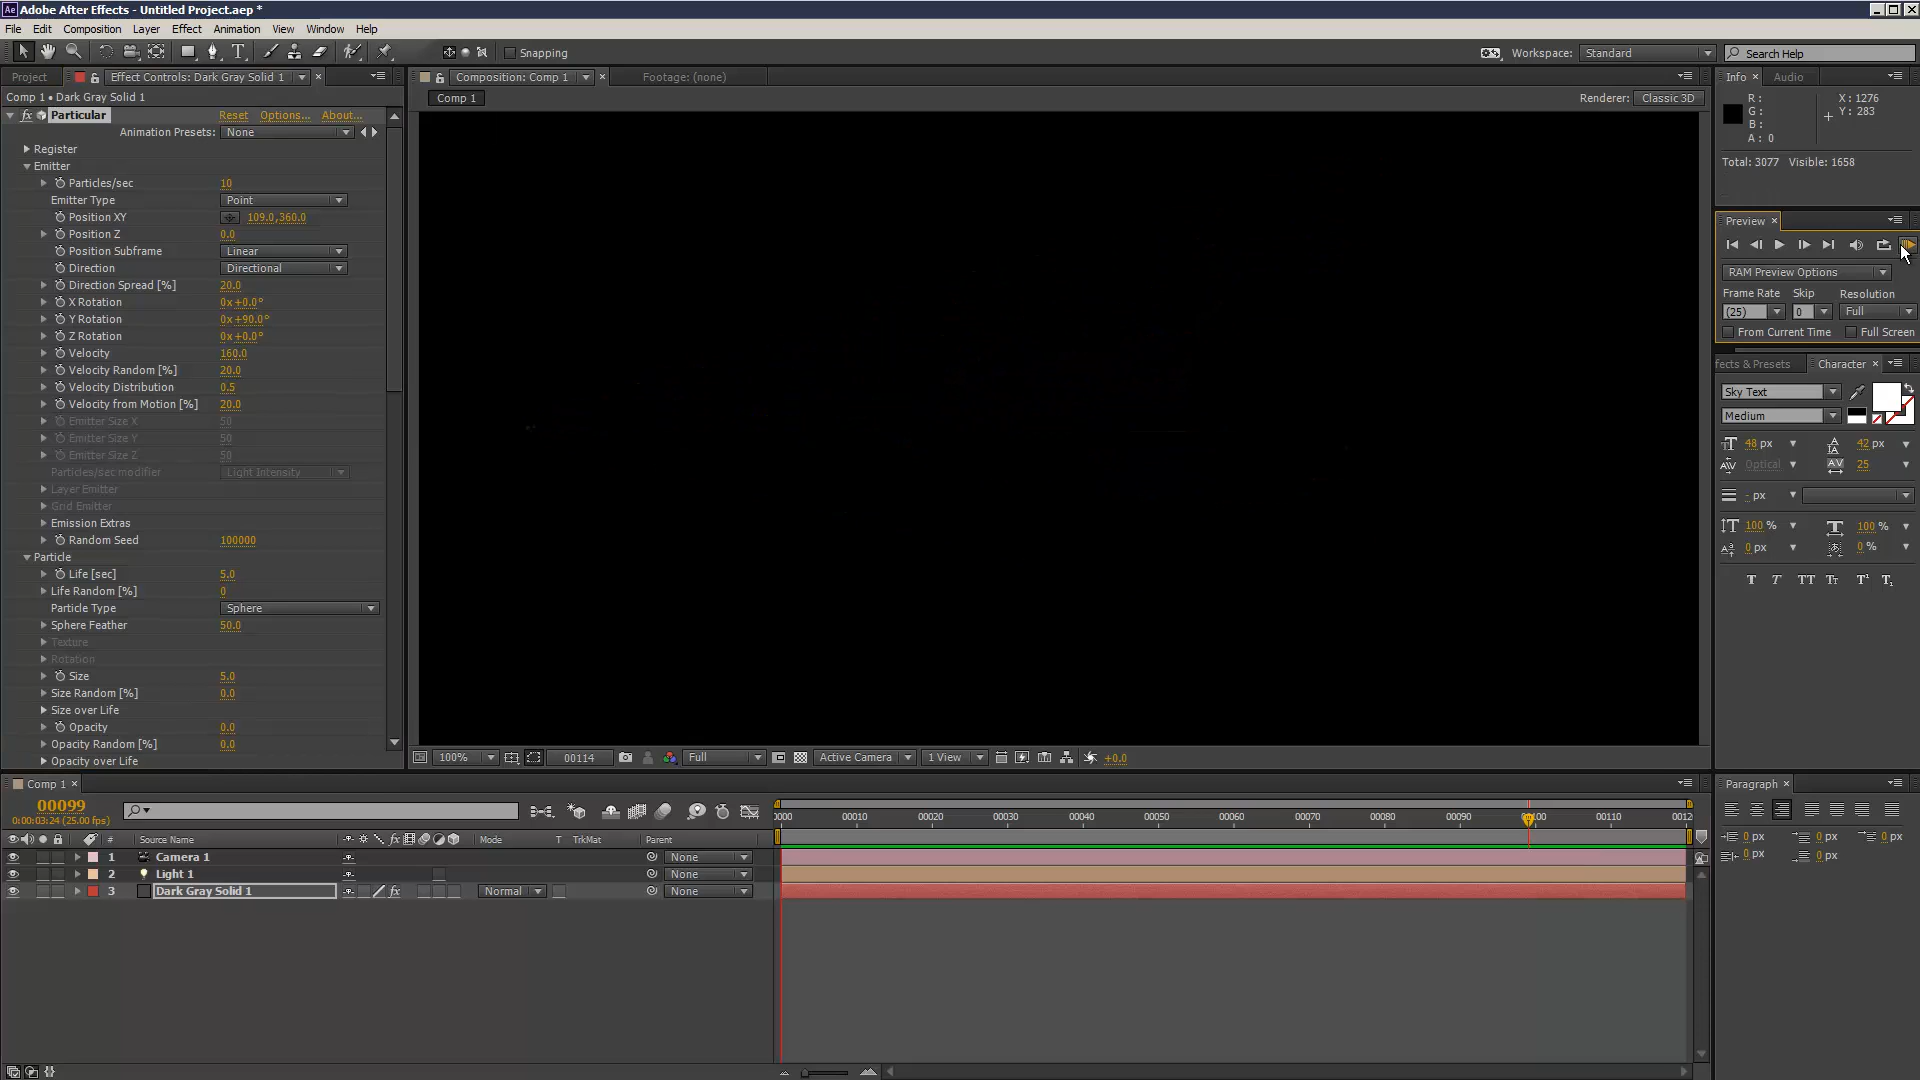 Adobe After Effects - Untitled Project.aep *
File Edit Composition Layer Effect Animation View Window Help
Snapping Workspace: Standard Search Help
Project Effect Controls: Dark Gray Solid 1 Composition: Comp 1 Footage: (none) Info Audio
Comp 1 • Dark Gray Solid 1
Comp 1 Renderer: Classic 3D
R: X: 1276
G: Y: 283
B:
A: 0
Total: 3077 Visible: 1658
fx Particular Reset Options... About...
Animation Presets: None
Register
Emitter
Particles/sec 10
Emitter Type Point
Position XY 109.0,360.0
Position Z 0.0
Position Subframe Linear
Direction Directional
Direction Spread [%] 20.0
X Rotation 0x+0.0°
Y Rotation 0x+90.0°
Z Rotation 0x+0.0°
Velocity 160.0
Velocity Random [%] 20.0
Velocity Distribution 0.5
Velocity from Motion [%] 20.0
Emitter Size X 50
Emitter Size Y 50
Emitter Size Z 50
Particles/sec modifier Light Intensity
Layer Emitter
Grid Emitter
Emission Extras
Random Seed 100000
Particle
Life [sec] 5.0
Life Random [%] 0
Particle Type Sphere
Sphere Feather 50.0
Texture
Rotation
Size 5.0
Size Random [%] 0.0
Size over Life
Opacity 0.0
Opacity Random [%] 0.0
Opacity over Life
Preview
RAM Preview Options
Frame Rate Skip Resolution
(25) 0 Full
From Current Time Full Screen
fects & Presets Character
Sky Text
Medium
48 px 42 px
Optical 25
- px
100 % 100 %
0 px 0 %
T T TT Tt T¹ T₁
100% 00114 Full Active Camera 1 View +0.0
Comp 1
00099
0:00:03:24 (25.00 fps)
# Source Name fx Mode T TrkMat Parent
0000 00010 00020 00030 00040 00050 00060 00070 00080 00090 00100 00110 0012
1 Camera 1 None
2 Light 1 None
3 Dark Gray Solid 1 fx Normal None
Paragraph
0 px 0 px 0 px
0 px 0 px